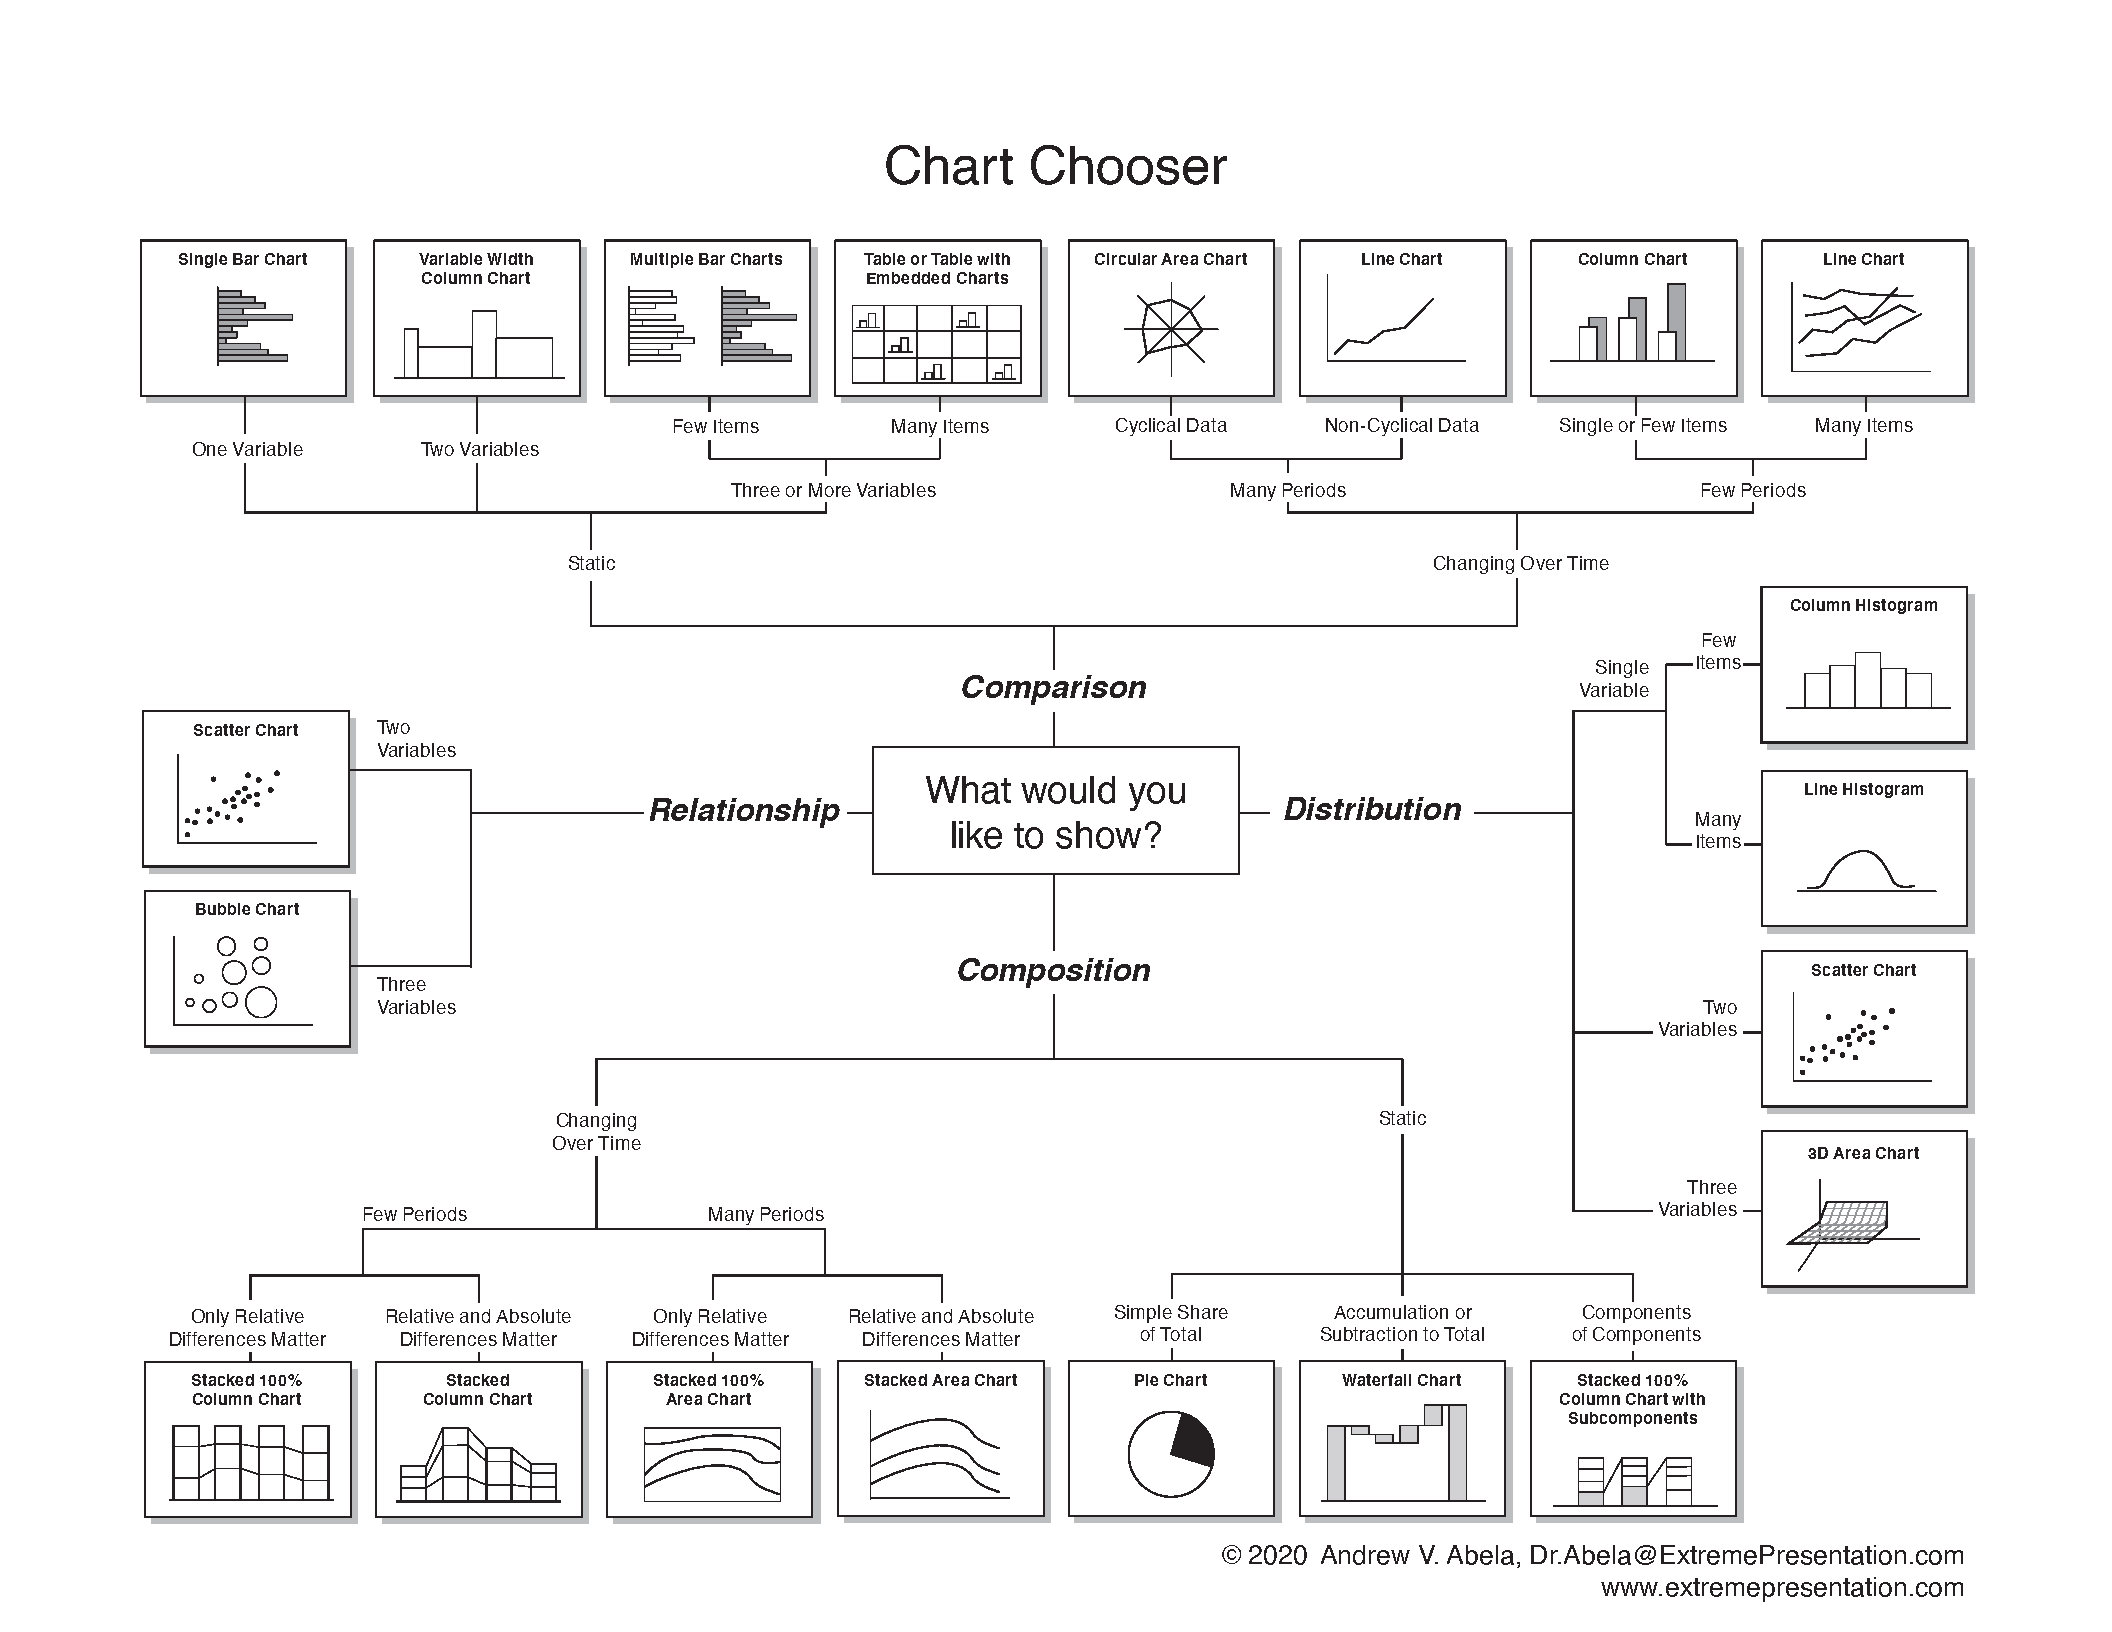 Chart Chooser
Single Bar Chart
Variable Width
Column Chart
Multiple Bar Charts
Table or Table with
Embedded Charts
Circular Area Chart
Line Chart
Column Chart
Line Chart
One Variable
Two Variables
Few Items
Many Items
Cyclical Data
Non-Cyclical Data
Single or Few Items
Many Items
Three or More Variables
Many Periods
Few Periods
Static
Changing Over Time
Comparison
Single
Variable
Few
Items
Column Histogram
Many
Items
Line Histogram
Scatter Chart
Two
Variables
Relationship
What would you
like to show?
Distribution
Bubble Chart
Three
Variables
Composition
Two
Variables
Scatter Chart
Three
Variables
3D Area Chart
Changing
Over Time
Static
Few Periods
Many Periods
Only Relative
Differences Matter
Relative and Absolute
Differences Matter
Only Relative
Differences Matter
Relative and Absolute
Differences Matter
Simple Share
of Total
Accumulation or
Subtraction to Total
Components
of Components
Stacked 100%
Column Chart
Stacked
Column Chart
Stacked 100%
Area Chart
Stacked Area Chart
Pie Chart
Waterfall Chart
Stacked 100%
Column Chart with
Subcomponents
© 2020 Andrew V. Abela, Dr.Abela@ExtremePresentation.com
www.extremepresentation.com